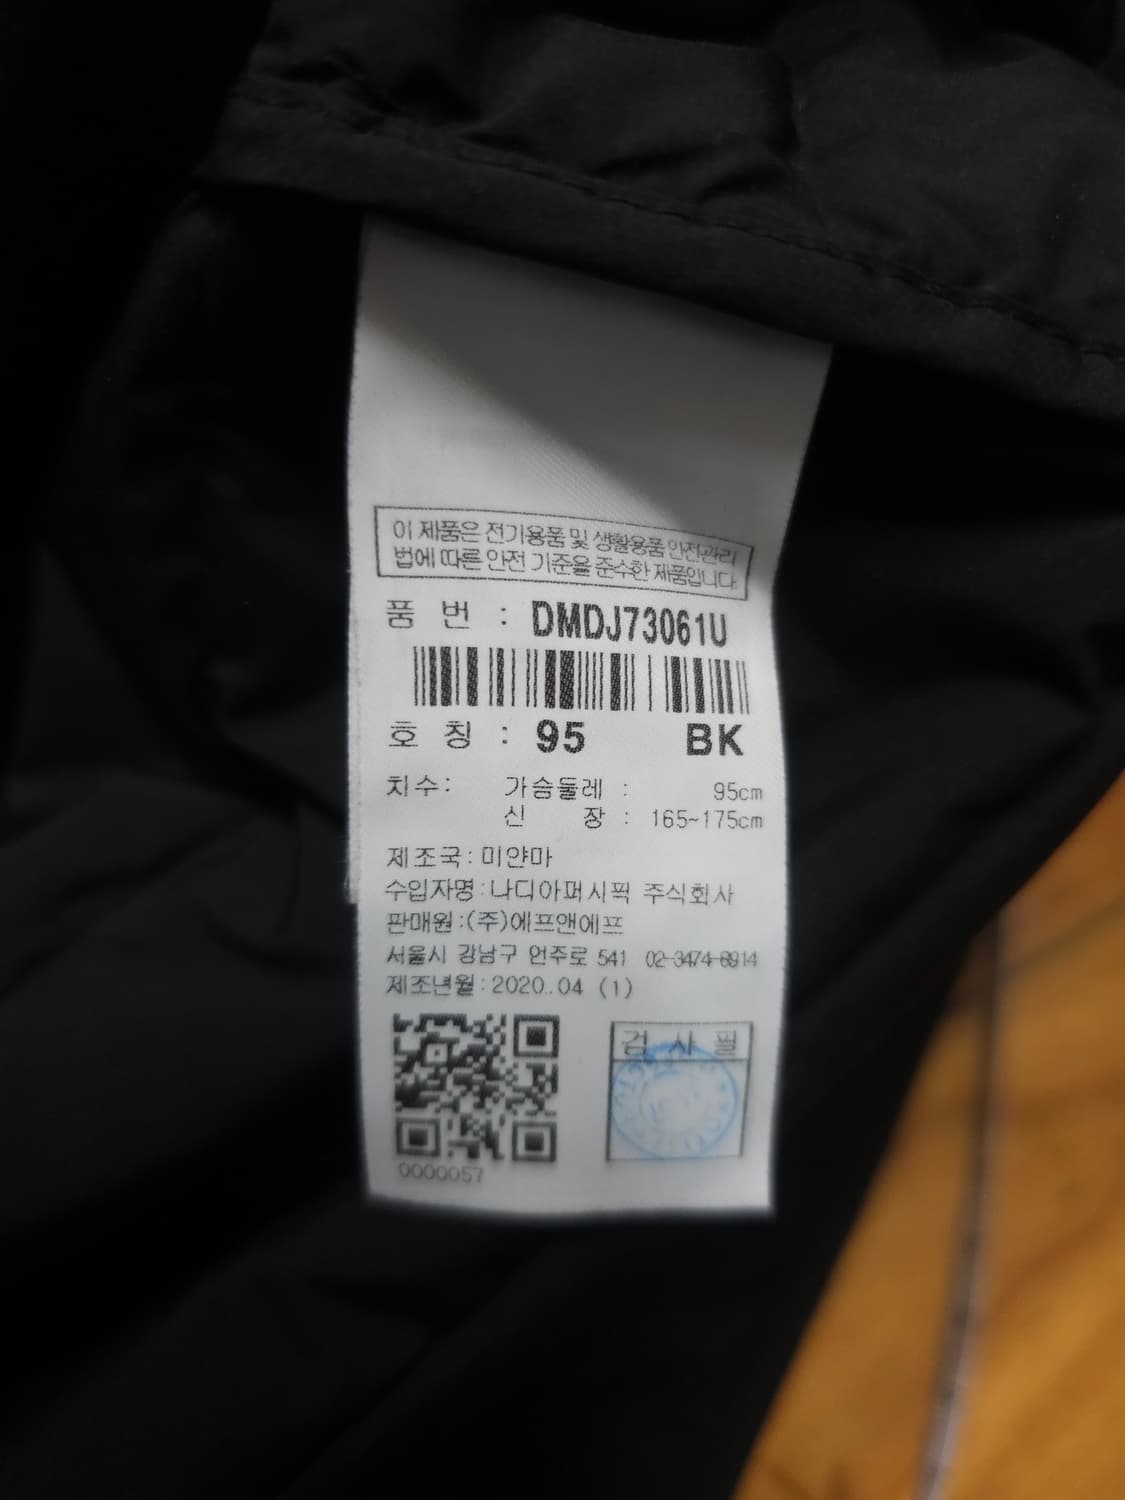 이 제품은 전기용품 및 생활용품 안전관리
법에 따른 안전 기준을 준수한 제품입니다.
품 번 : DMDJ73061U
호 칭 : 95 BK
치수: 가슴둘레 : 95cm
신 장 : 165~175cm
제조국:미얀마
수입자명:나디아퍼시픽 주식회사
판매원:(주)에프앤에프
서울시 강남구 언주로 541 02-3474-8914
제조년월:2020.04 (1)
검 사 필
0000057